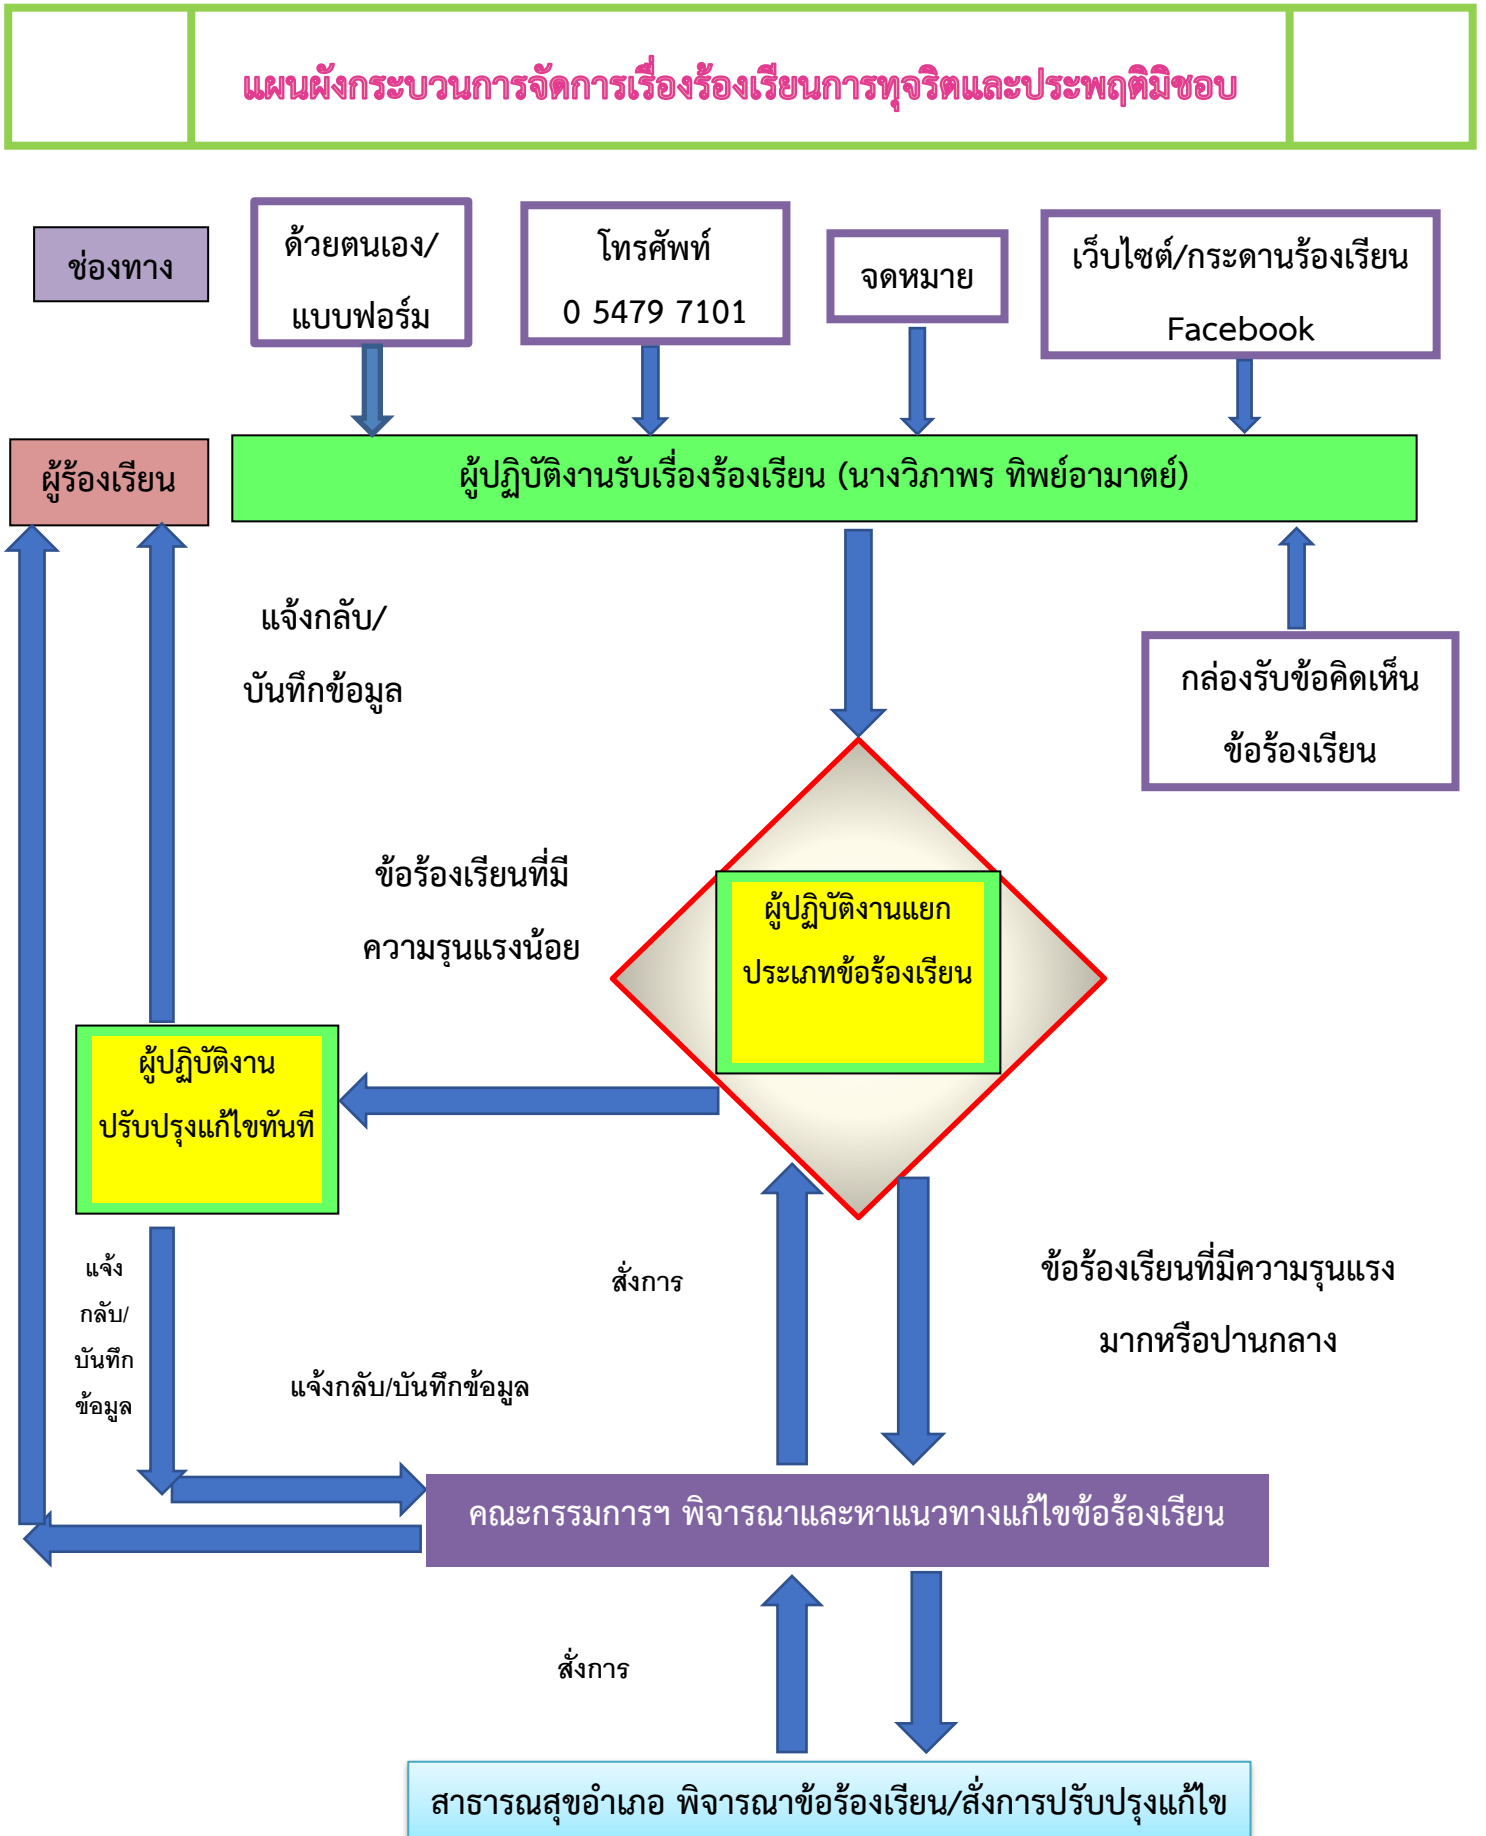 แผนผังกระบวนการจัดการเรื่องร้องเรียนการทุจริตและประพฤติมิชอบ
ช่องทาง
ด้วยตนเอง/
แบบฟอร์ม
โทรศัพท์
0 5479 7101
จดหมาย
เว็บไซต์/กระดานร้องเรียน
Facebook
ผู้ร้องเรียน
ผู้ปฏิบัติงานรับเรื่องร้องเรียน (นางวิภาพร ทิพย์อามาตย์)
แจ้งกลับ/
บันทึกข้อมูล
กล่องรับข้อคิดเห็น
ข้อร้องเรียน
ข้อร้องเรียนที่มี
ความรุนแรงน้อย
ผู้ปฏิบัติงานแยก
ประเภทข้อร้องเรียน
ผู้ปฏิบัติงาน
ปรับปรุงแก้ไขทันที
แจ้ง
กลับ/
บันทึก
ข้อมูล
สั่งการ
ข้อร้องเรียนที่มีความรุนแรง
มากหรือปานกลาง
แจ้งกลับ/บันทึกข้อมูล
คณะกรรมการฯ พิจารณาและหาแนวทางแก้ไขข้อร้องเรียน
สั่งการ
สาธารณสุขอำเภอ พิจารณาข้อร้องเรียน/สั่งการปรับปรุงแก้ไข